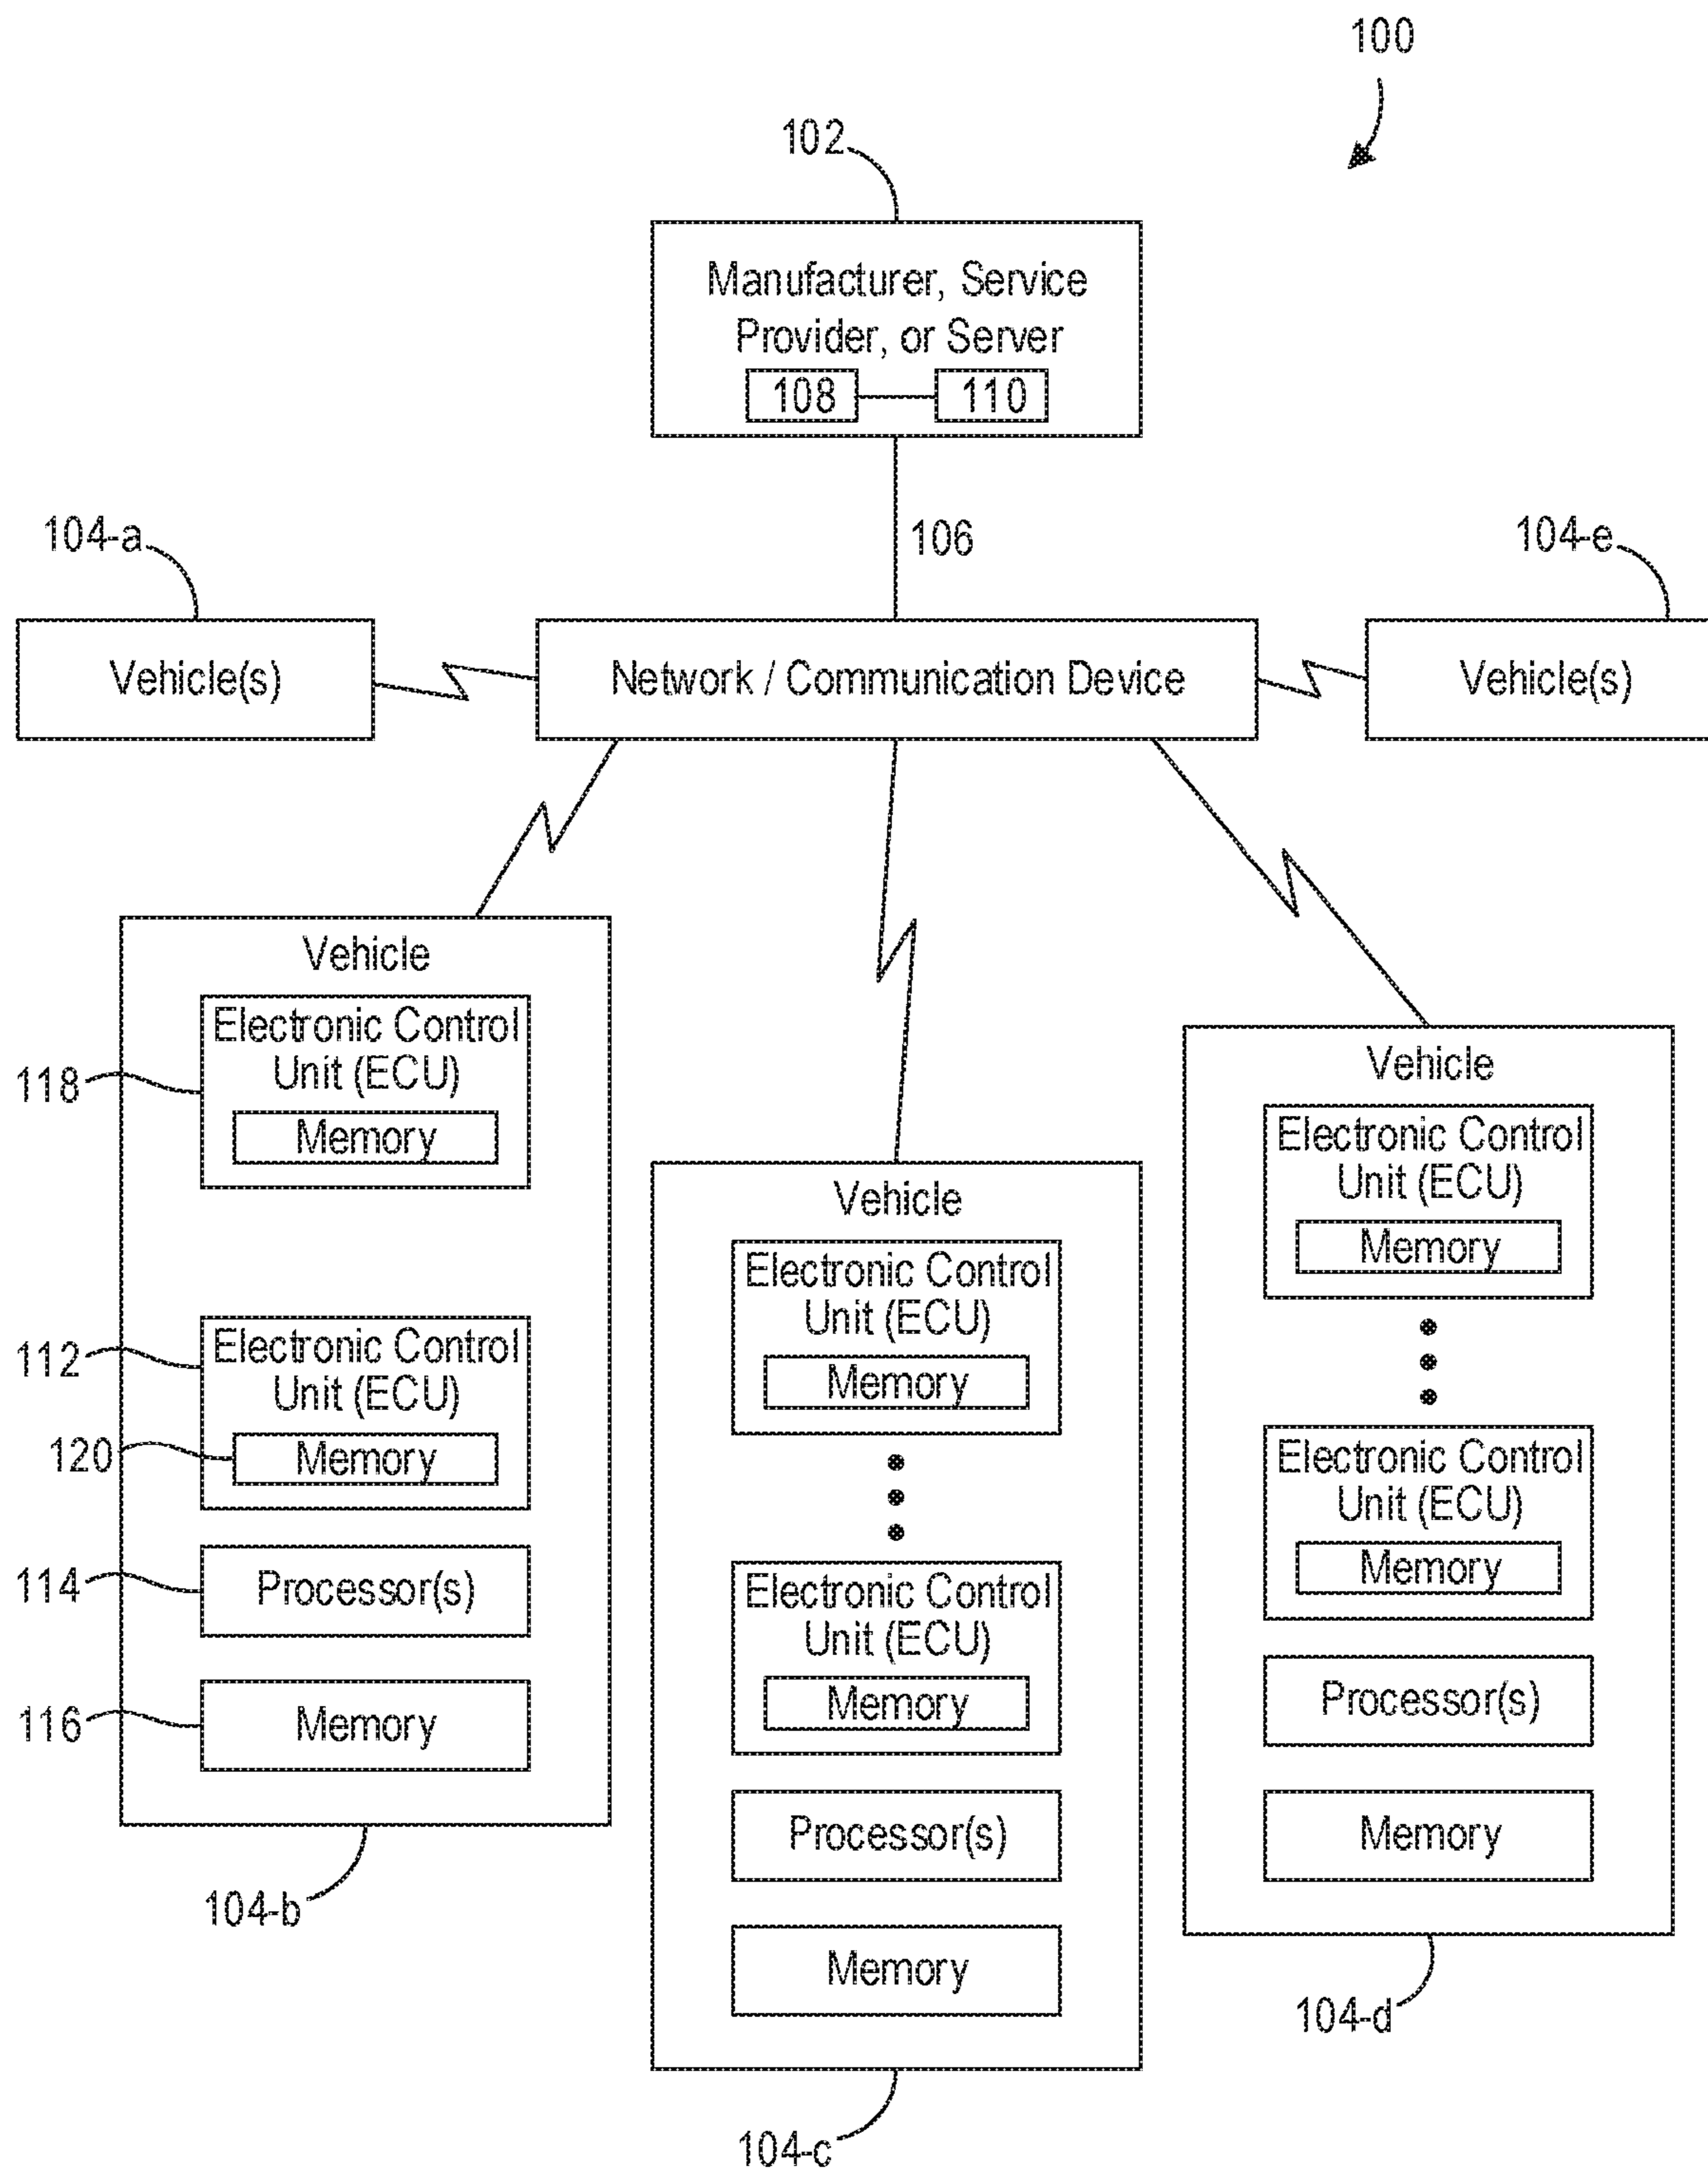 100
102
Manufacturer, Service
Provider, or Server
108
110
106
104-a
104-e
Vehicle(s)
Network / Communication Device
Vehicle(s)
Vehicle
Electronic Control
Unit (ECU)
Memory
118
Electronic Control
Unit (ECU)
112
Memory
120
Processor(s)
114
Memory
116
104-b
Vehicle
Electronic Control
Unit (ECU)
Memory
Electronic Control
Unit (ECU)
Memory
Processor(s)
Memory
104-c
Vehicle
Electronic Control
Unit (ECU)
Memory
Electronic Control
Unit (ECU)
Memory
Processor(s)
Memory
104-d